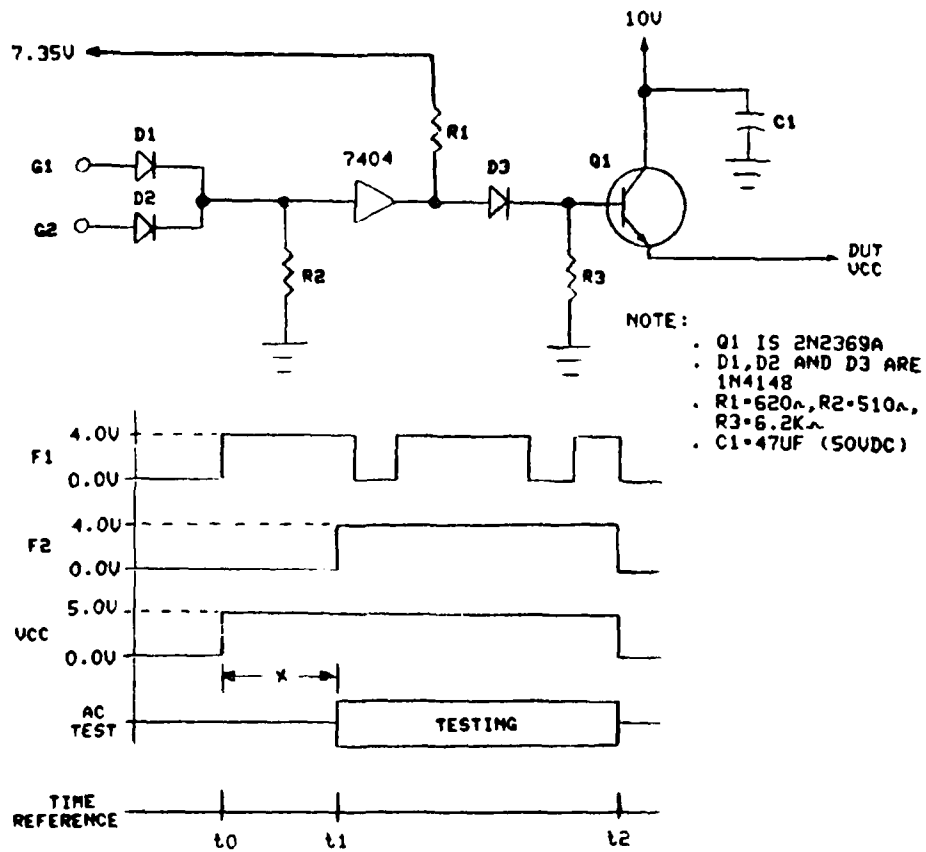 10V
7.35V
R1
C1
D1
7404
D3
Q1
G1
D2
G2
R2
R3
DUT
VCC
NOTE:
. Q1 IS 2N2369A
. D1,D2 AND D3 ARE
1N4148
. R1=620Ω,R2=510Ω,
R3=6.2KΩ
. C1=47UF (50VDC)
4.0V
F1
0.0V
4.0V
F2
0.0V
5.0V
VCC
0.0V
X
AC
TEST
TESTING
TIME
REFERENCE
t0
t1
t2